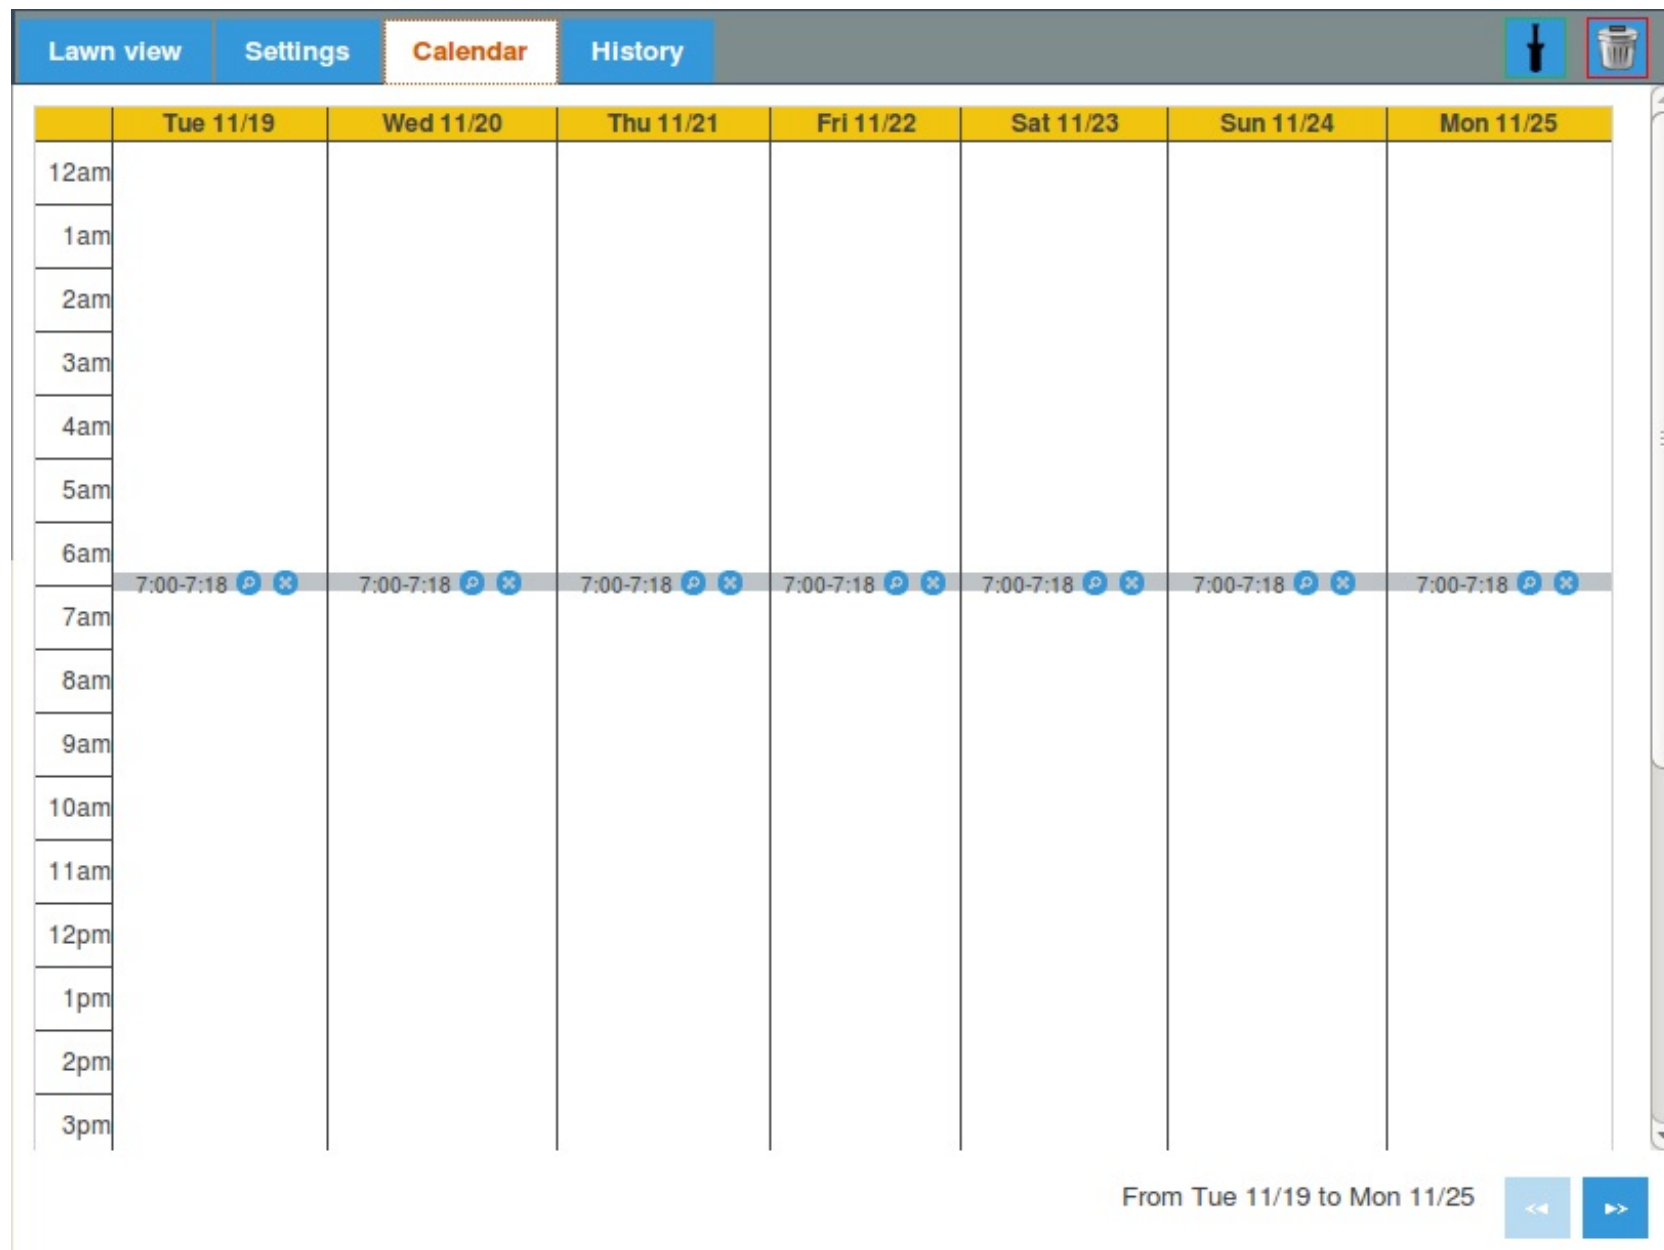 Lawn view Settings Calendar History
Tue 11/19 Wed 11/20 Thu 11/21 Fri 11/22 Sat 11/23 Sun 11/24 Mon 11/25
12am
1am
2am
3am
4am
5am
6am
7:00-7:18 7:00-7:18 7:00-7:18 7:00-7:18 7:00-7:18 7:00-7:18 7:00-7:18
7am
8am
9am
10am
11am
12pm
1pm
2pm
3pm
From Tue 11/19 to Mon 11/25